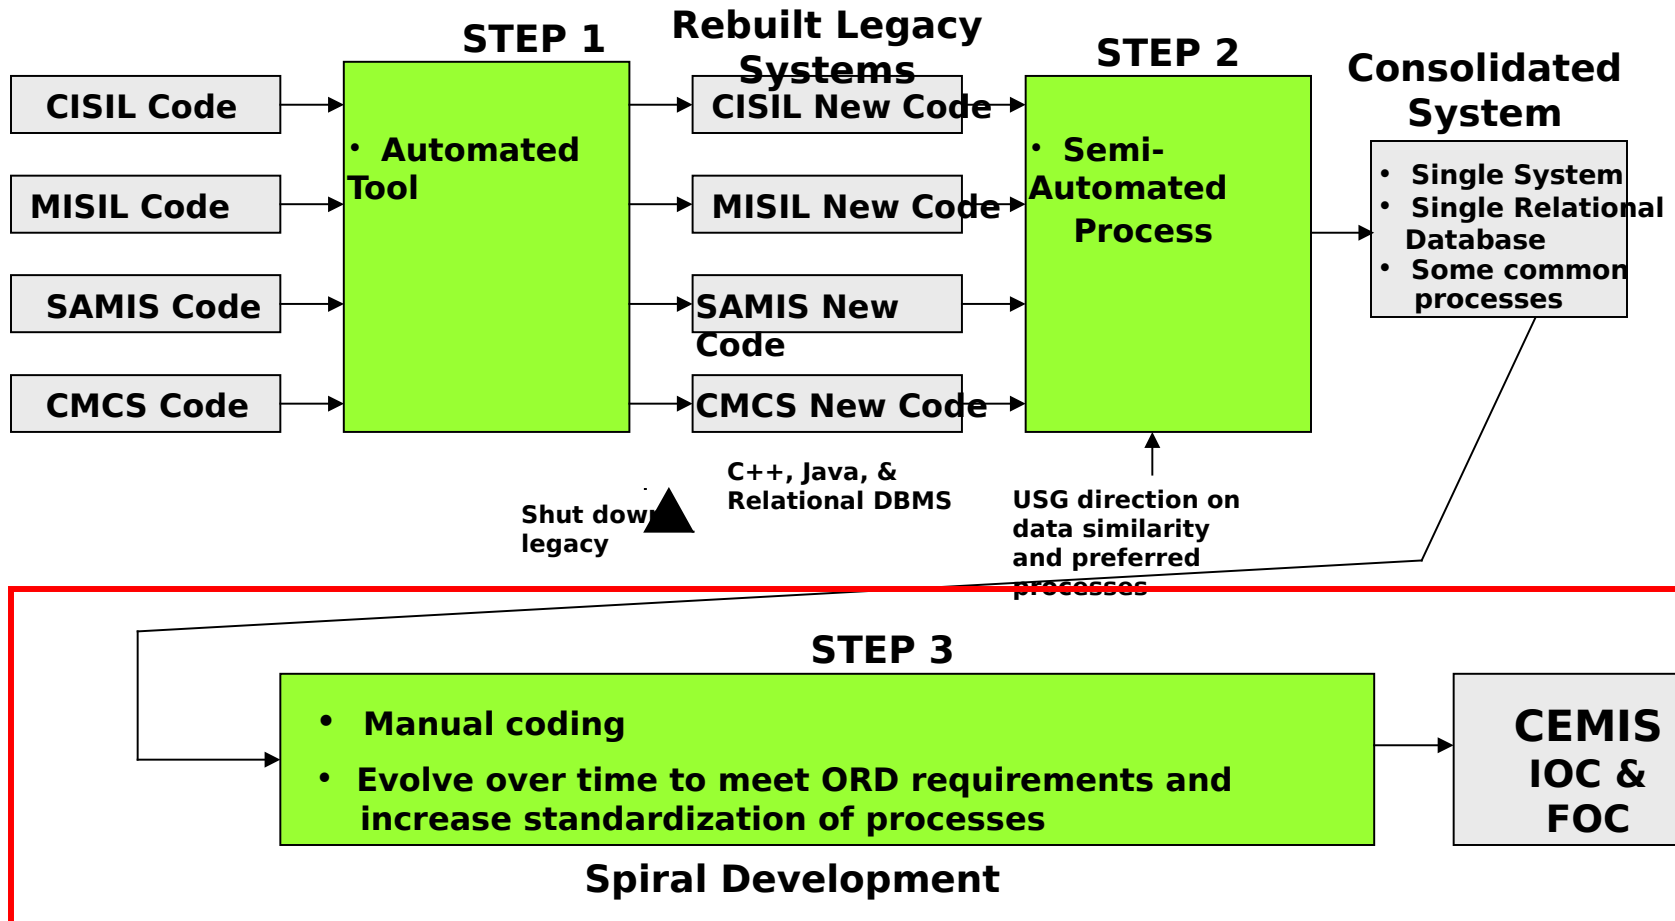 STEP 1
Rebuilt Legacy
Systems
STEP 2
Consolidated
System
CISIL Code
MISIL Code
SAMIS Code
CMCS Code
• Automated
Tool
CISIL New Code
MISIL New Code
SAMIS New
Code
CMCS New Code
• Semi-
Automated
Process
• Single System
• Single Relational
Database
• Some common
processes
Shut down
legacy
C++, Java, &
Relational DBMS
USG direction on
data similarity
and preferred
processes
STEP 3
• Manual coding
• Evolve over time to meet ORD requirements and
increase standardization of processes
CEMIS
IOC &
FOC
Spiral Development